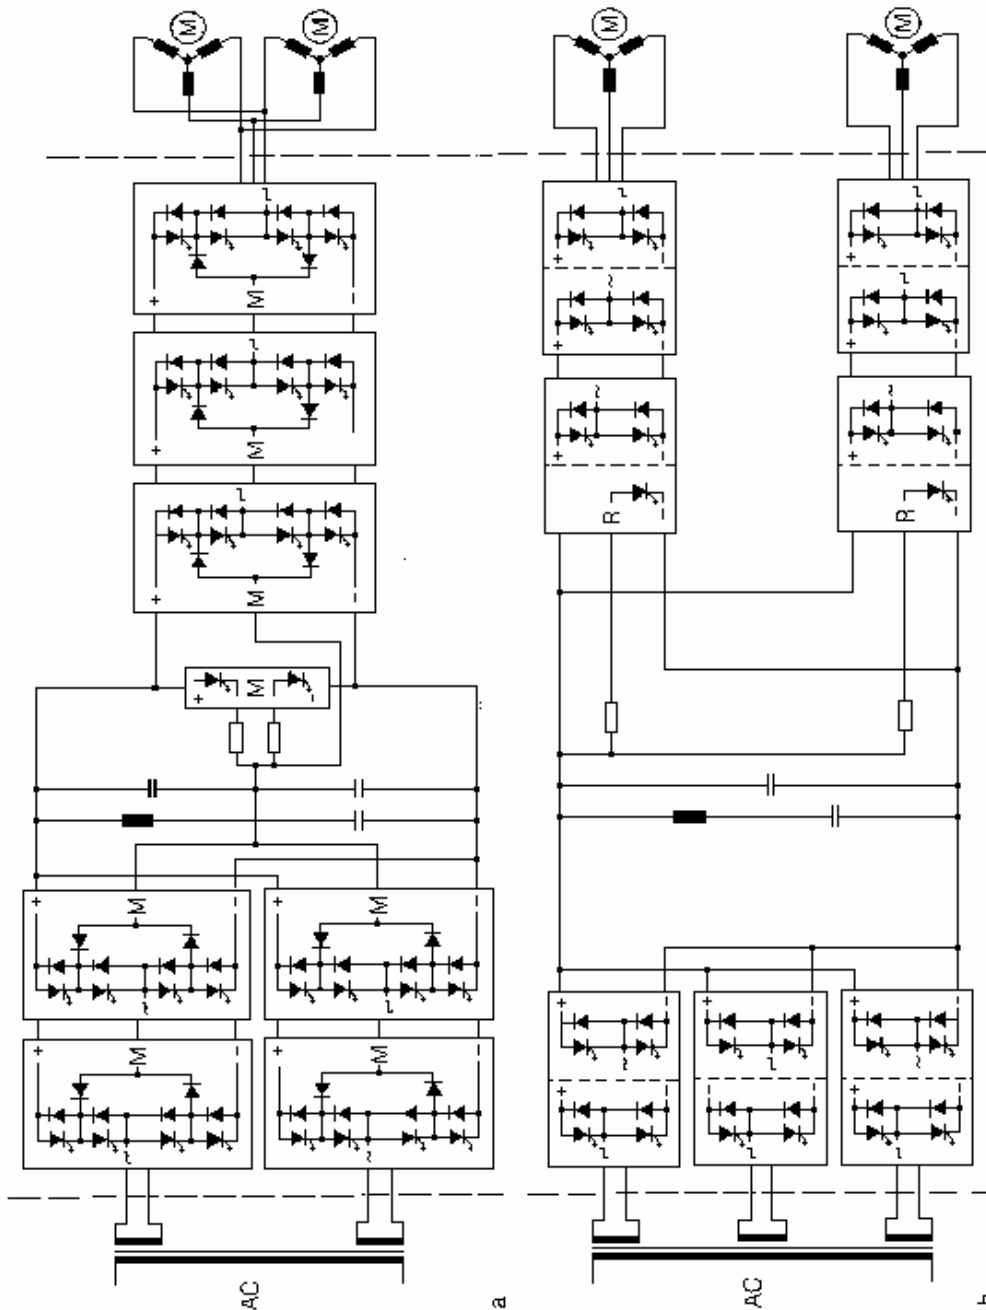 M
M
M
M
~
+ M −
~
+ M −
~
+ M −
+ M −
~
+ −
~
+ −
~
+ −
R −
~
+ −
~
+ −
~
+ −
R −
+ M −
~
+ M −
~
+ M −
~
+ M −
~
+ −
~
+ −
~
+ −
~
+ −
~
+ −
~
+ −
~
AC
AC
a
b